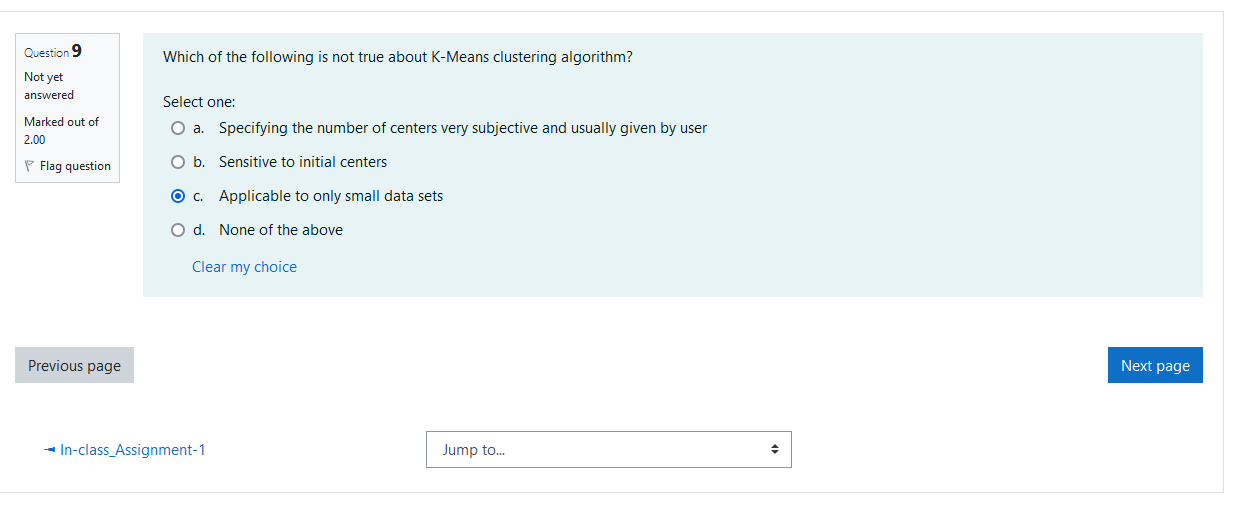 Question 9
Not yet
answered
Marked out of
2.00
Flag question
Which of the following is not true about K-Means clustering algorithm?
Select one:
a. Specifying the number of centers very subjective and usually given by user
b. Sensitive to initial centers
c. Applicable to only small data sets
d. None of the above
Clear my choice
Previous page
Next page
In-class_Assignment-1
Jump to...